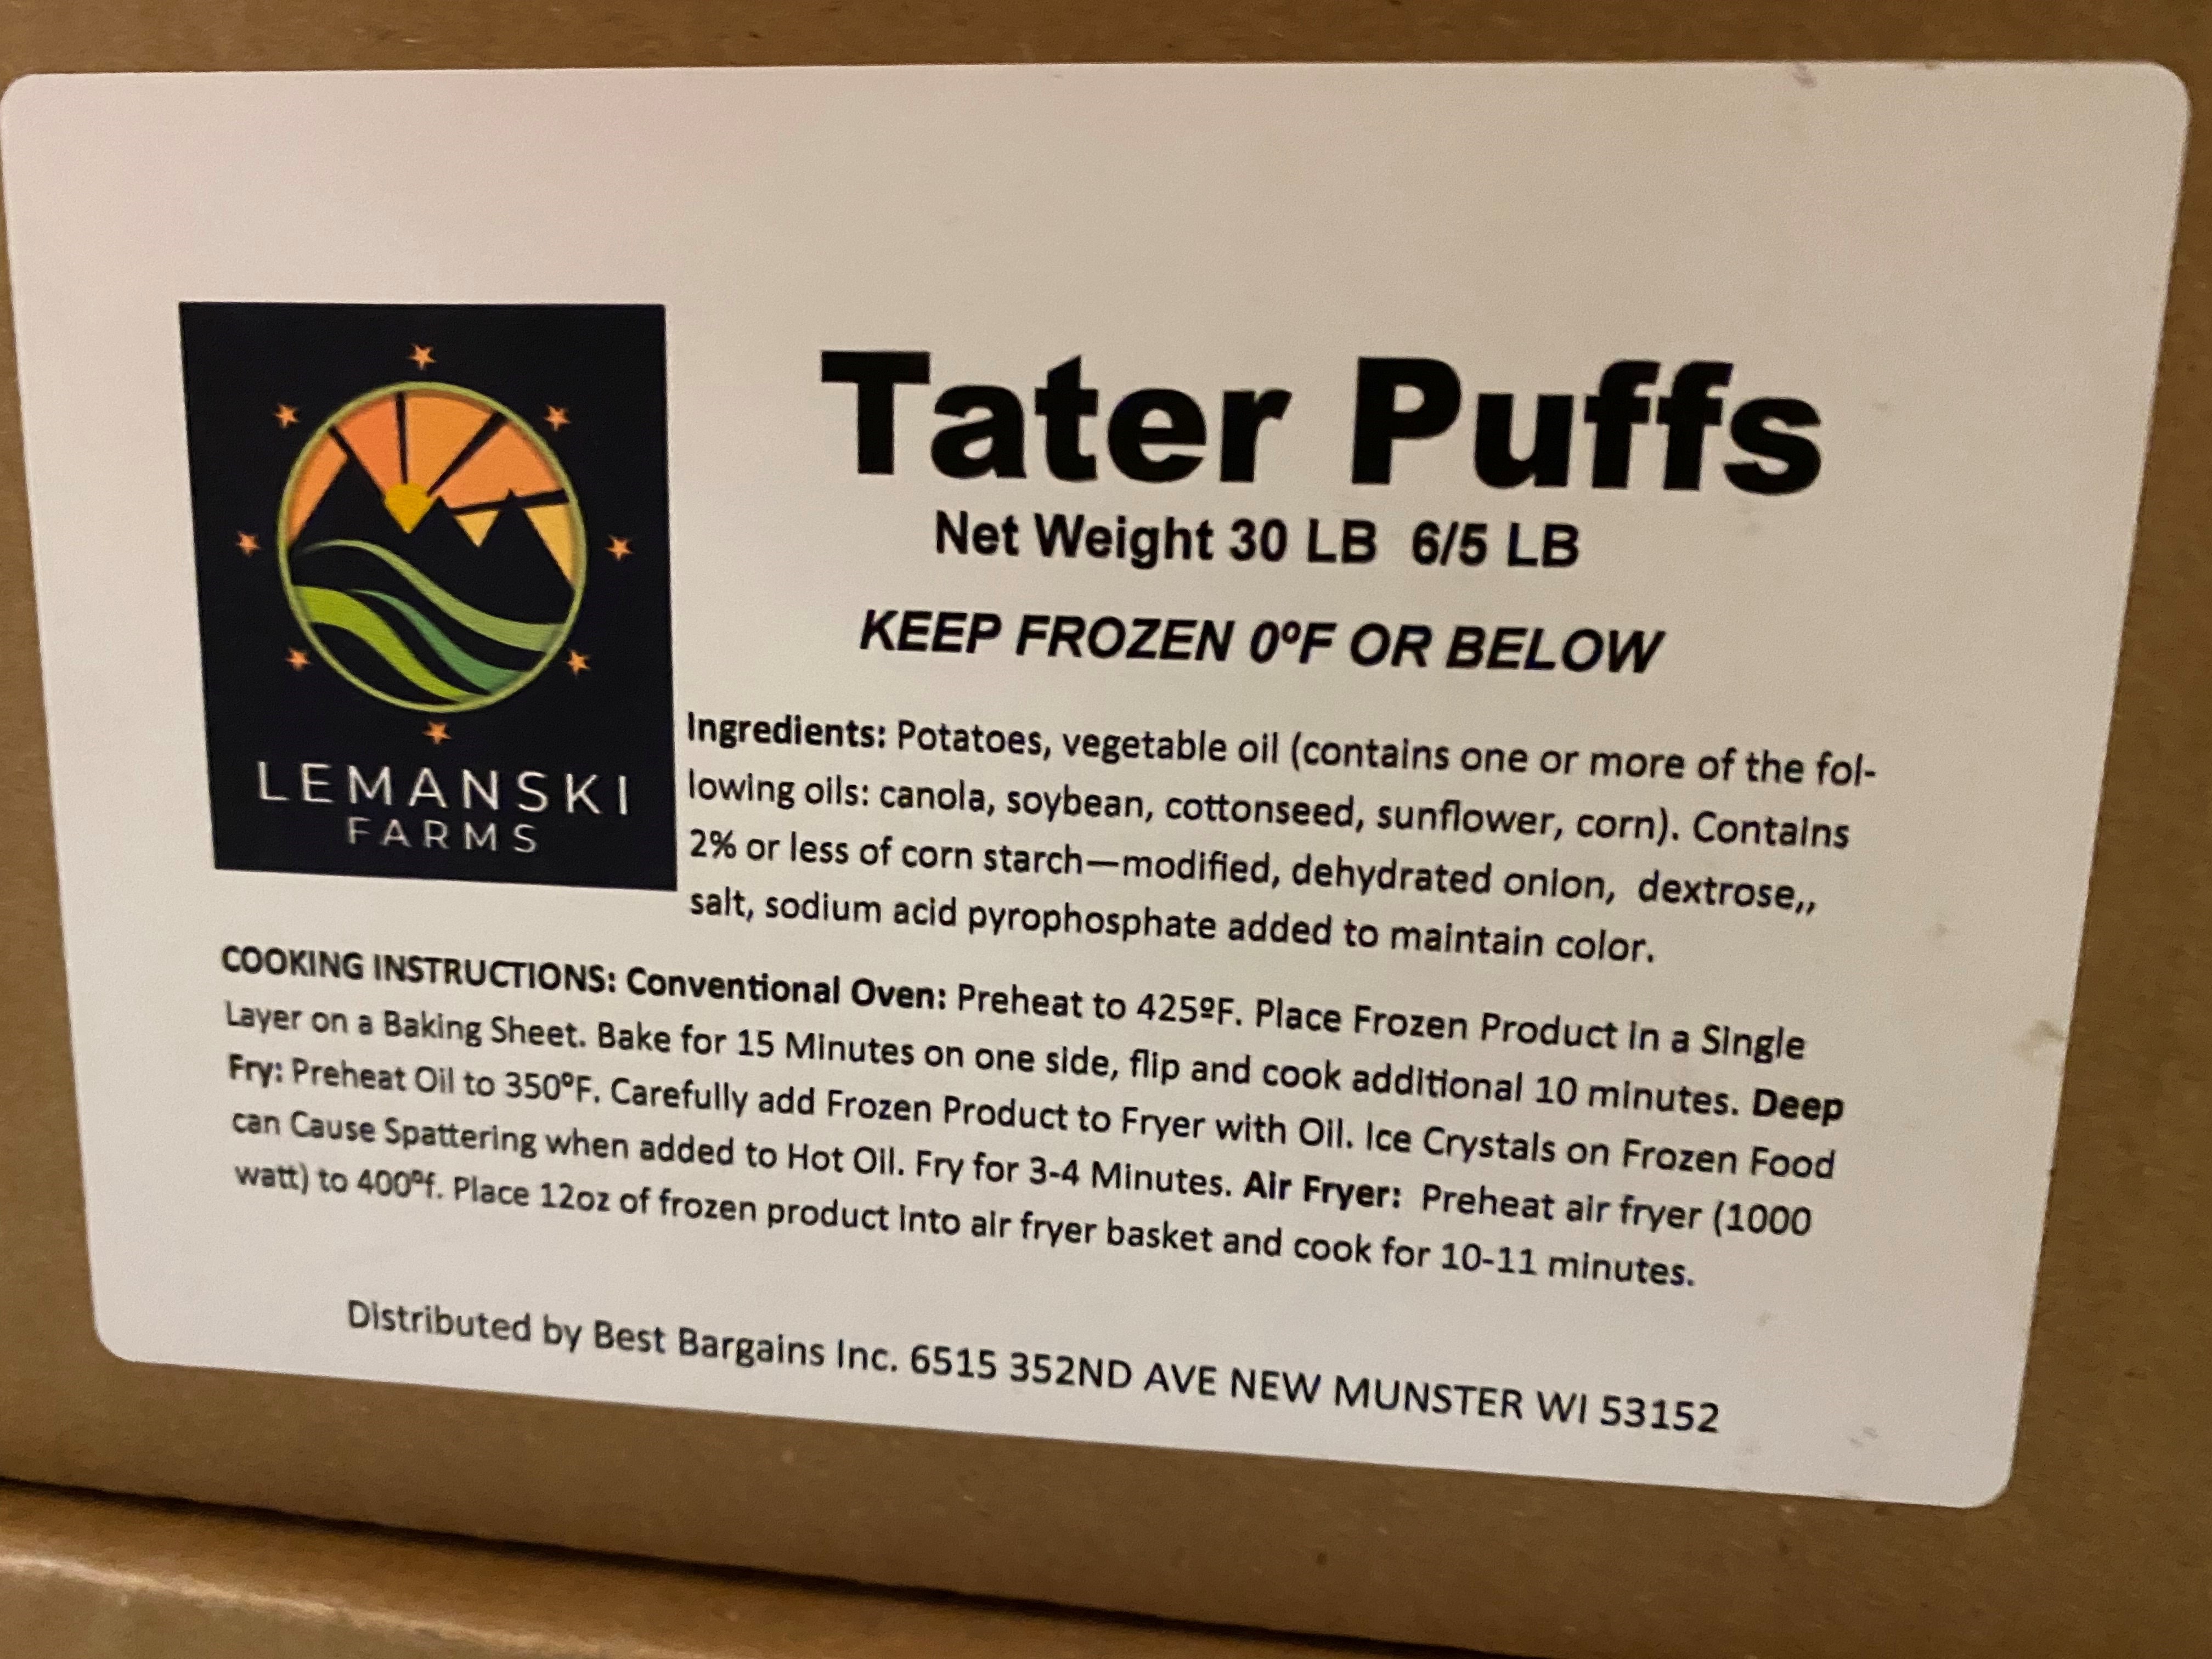 Tater Puffs
Net Weight 30 LB  6/5 LB
KEEP FROZEN 0ºF OR BELOW
LEMANSKI
FARMS
Ingredients: Potatoes, vegetable oil (contains one or more of the fol-
lowing oils: canola, soybean, cottonseed, sunflower, corn). Contains
2% or less of corn starch—modified, dehydrated onion,  dextrose,,
salt, sodium acid pyrophosphate added to maintain color.
COOKING INSTRUCTIONS: Conventional Oven: Preheat to 425ºF. Place Frozen Product in a Single
Layer on a Baking Sheet. Bake for 15 Minutes on one side, flip and cook additional 10 minutes. Deep
Fry: Preheat Oil to 350ºF. Carefully add Frozen Product to Fryer with Oil. Ice Crystals on Frozen Food
can Cause Spattering when added to Hot Oil. Fry for 3-4 Minutes. Air Fryer:  Preheat air fryer (1000
watt) to 400ºf. Place 12oz of frozen product into air fryer basket and cook for 10-11 minutes.
Distributed by Best Bargains Inc. 6515 352ND AVE NEW MUNSTER WI 53152